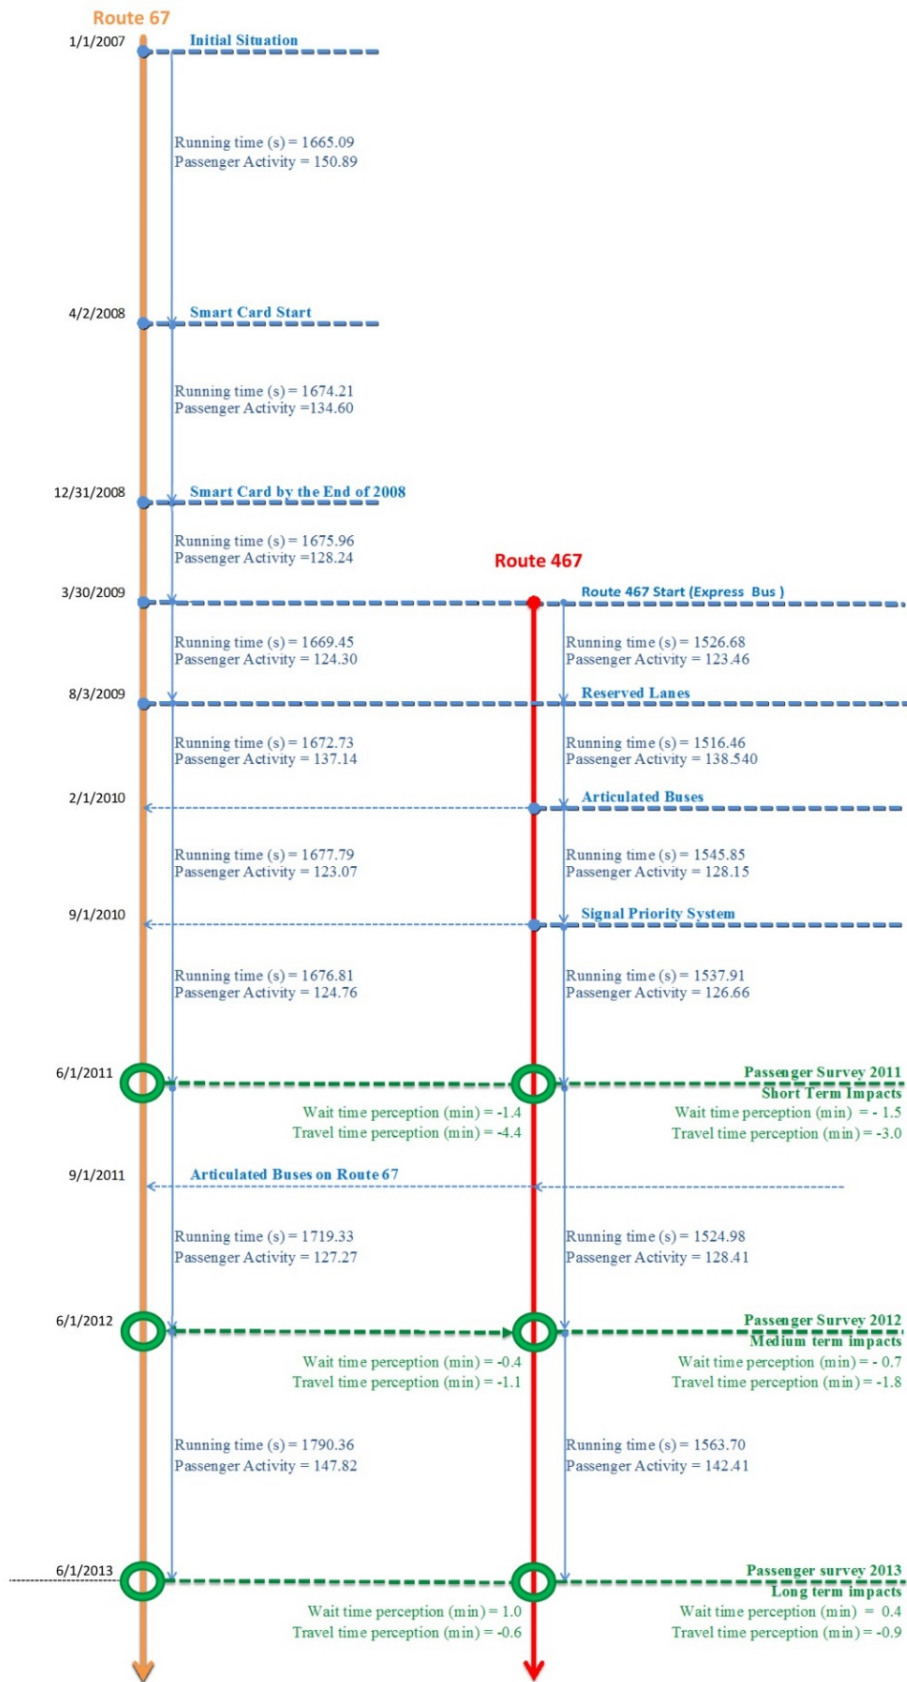 Route 67
1/1/2007
Initial Situation
Running time (s) = 1665.09
Passenger Activity = 150.89
4/2/2008
Smart Card Start
Running time (s) = 1674.21
Passenger Activity =134.60
12/31/2008
Smart Card by the End of 2008
Running time (s) = 1675.96
Passenger Activity =128.24
Route 467
3/30/2009
Route 467 Start (Express Bus )
Running time (s) = 1669.45
Passenger Activity = 124.30
Running time (s) = 1526.68
Passenger Activity = 123.46
8/3/2009
Reserved Lanes
Running time (s) = 1672.73
Passenger Activity = 137.14
Running time (s) = 1516.46
Passenger Activity = 138.540
2/1/2010
Articulated Buses
Running time (s) = 1677.79
Passenger Activity = 123.07
Running time (s) = 1545.85
Passenger Activity = 128.15
9/1/2010
Signal Priority System
Running time (s) = 1676.81
Passenger Activity = 124.76
Running time (s) = 1537.91
Passenger Activity = 126.66
6/1/2011
Passenger Survey 2011
Short Term Impacts
Wait time perception (min) = -1.4
Travel time perception (min) = -4.4
Wait time perception (min) = - 1.5
Travel time perception (min) = -3.0
9/1/2011
Articulated Buses on Route 67
Running time (s) = 1719.33
Passenger Activity = 127.27
Running time (s) = 1524.98
Passenger Activity = 128.41
6/1/2012
Passenger Survey 2012
Medium term impacts
Wait time perception (min) = -0.4
Travel time perception (min) = -1.1
Wait time perception (min) = - 0.7
Travel time perception (min) = -1.8
Running time (s) = 1790.36
Passenger Activity = 147.82
Running time (s) = 1563.70
Passenger Activity = 142.41
6/1/2013
Passenger survey 2013
Long term impacts
Wait time perception (min) = 1.0
Travel time perception (min) = -0.6
Wait time perception (min) = 0.4
Travel time perception (min) = -0.9